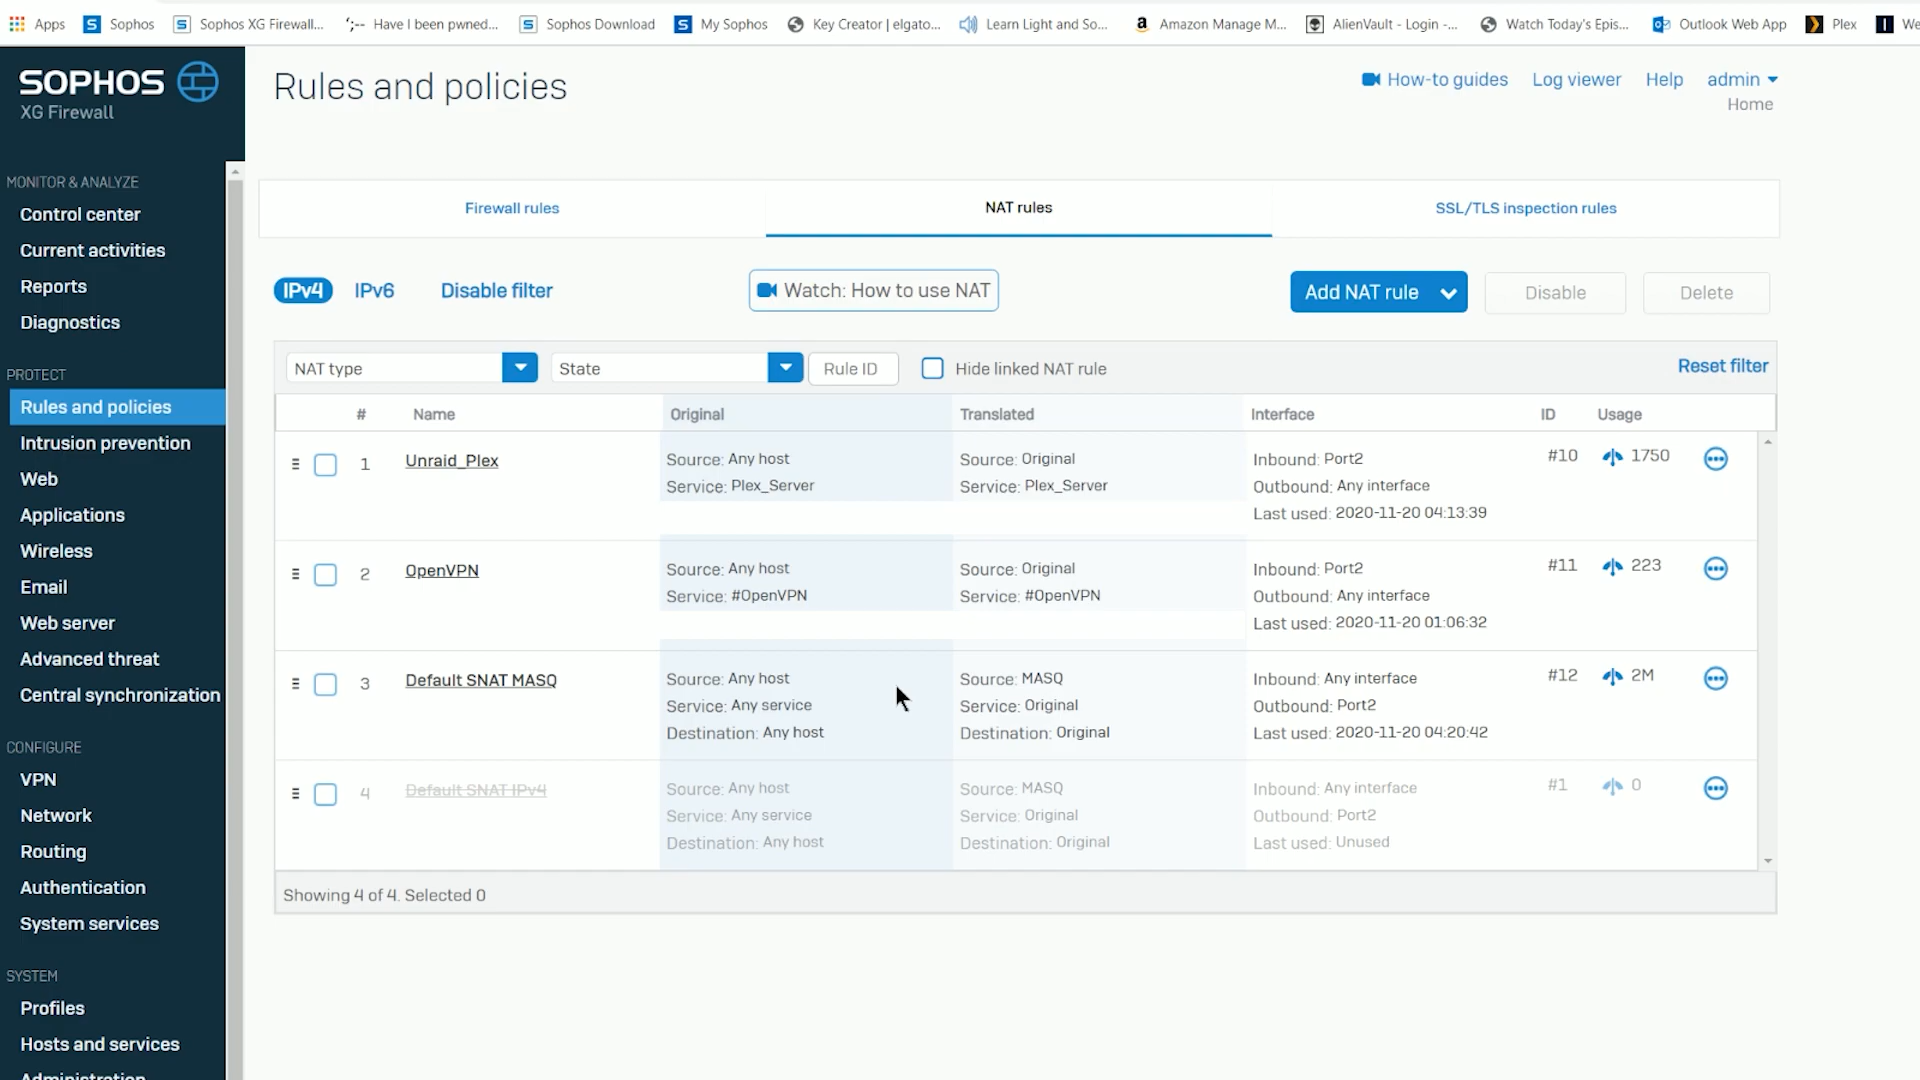 Apps Sophos Sophos XG Firewall... Have I been pwned... Sophos Download My Sophos Key Creator | elgato... Learn Light and So... Amazon Manage M... AlienVault - Login -... Watch Today's Epis... Outlook Web App Plex We
SOPHOS
XG Firewall
Rules and policies
How-to guides Log viewer Help admin
Home
MONITOR & ANALYZE
Control center
Current activities
Reports
Diagnostics
PROTECT
Rules and policies
Intrusion prevention
Web
Applications
Wireless
Email
Web server
Advanced threat
Central synchronization
CONFIGURE
VPN
Network
Routing
Authentication
System services
SYSTEM
Profiles
Hosts and services
Administration
Firewall rules NAT rules SSL/TLS inspection rules
IPv4 IPv6 Disable filter Watch: How to use NAT Add NAT rule Disable Delete
NAT type State Rule ID Hide linked NAT rule Reset filter
# Name Original Translated Interface ID Usage
1 Unraid_Plex Source: Any host Source: Original Inbound: Port2 #10 1750
Service: Plex_Server Service: Plex_Server Outbound: Any interface
Last used: 2020-11-20 04:13:39
2 OpenVPN Source: Any host Source: Original Inbound: Port2 #11 223
Service: #OpenVPN Service: #OpenVPN Outbound: Any interface
Last used: 2020-11-20 01:06:32
3 Default SNAT MASQ Source: Any host Source: MASQ Inbound: Any interface #12 2M
Service: Any service Service: Original Outbound: Port2
Destination: Any host Destination: Original Last used: 2020-11-20 04:20:42
4 Default SNAT IPv4 Source: Any host Source: MASQ Inbound: Any interface #1 0
Service: Any service Service: Original Outbound: Port2
Destination: Any host Destination: Original Last used: Unused
Showing 4 of 4. Selected 0